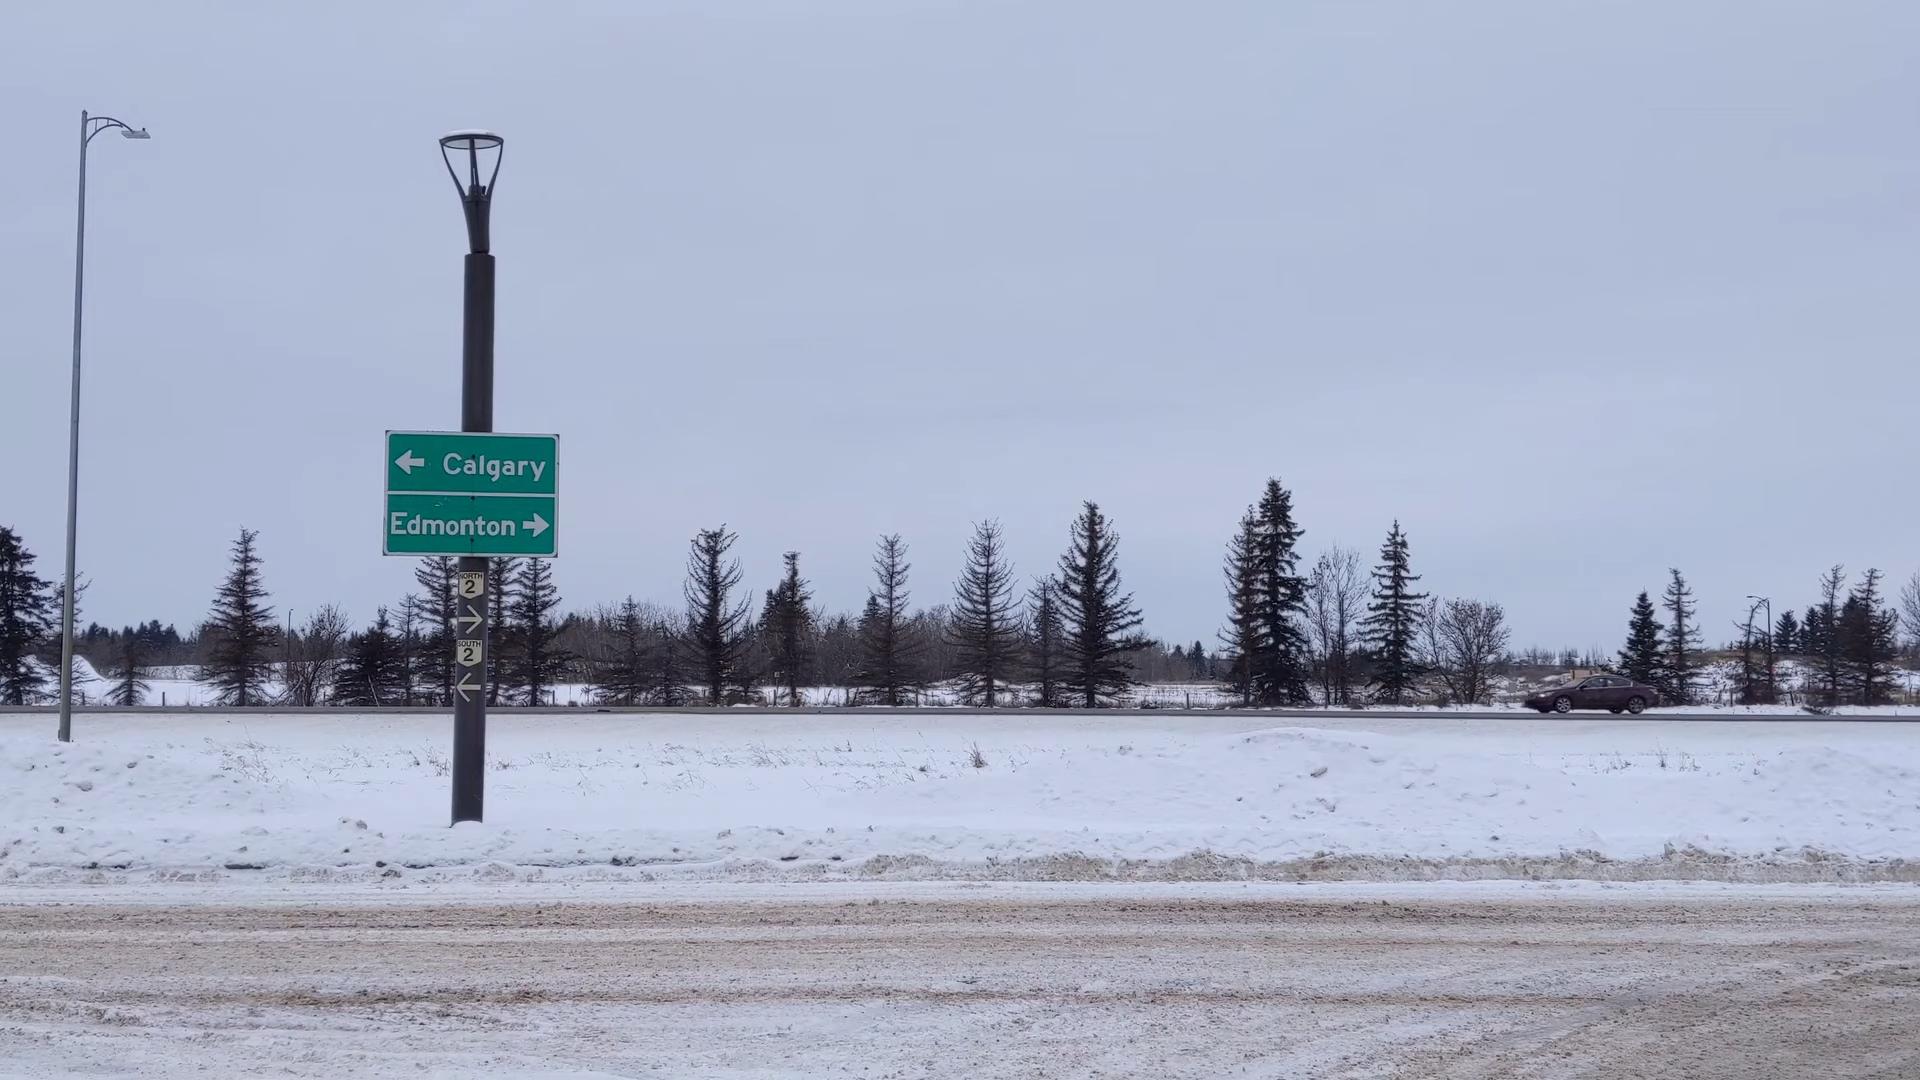 ← Calgary
Edmonton →
NORTH
2
→
SOUTH
2
←